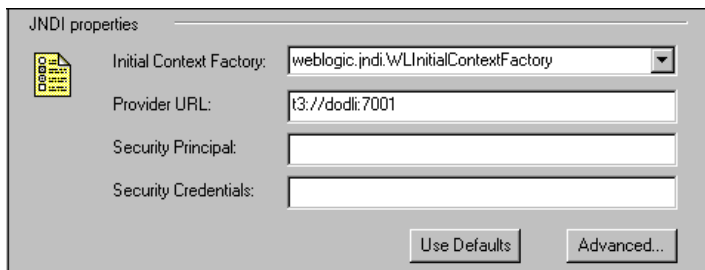 JNDI properties
Initial Context Factory: weblogic.jndi.WLInitialContextFactory
Provider URL: t3://dodli:7001
Security Principal:
Security Credentials:
Use Defaults Advanced...